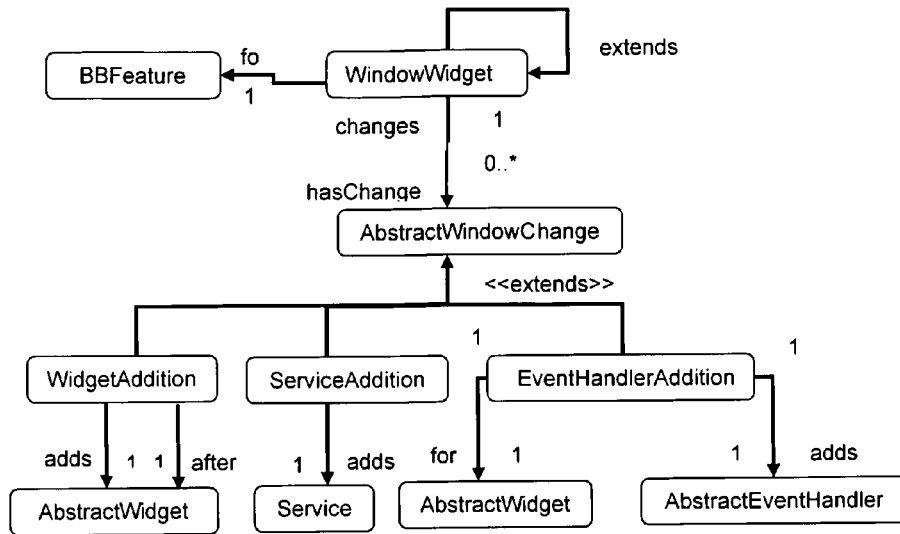 extends
fo
BBFeature
WindowWidget
1
changes
1
0..*
hasChange
AbstractWindowChange
<<extends>>
1
1
WidgetAddition
ServiceAddition
EventHandlerAddition
adds
1
1
after
1
adds
for
1
1
adds
AbstractWidget
Service
AbstractWidget
AbstractEventHandler